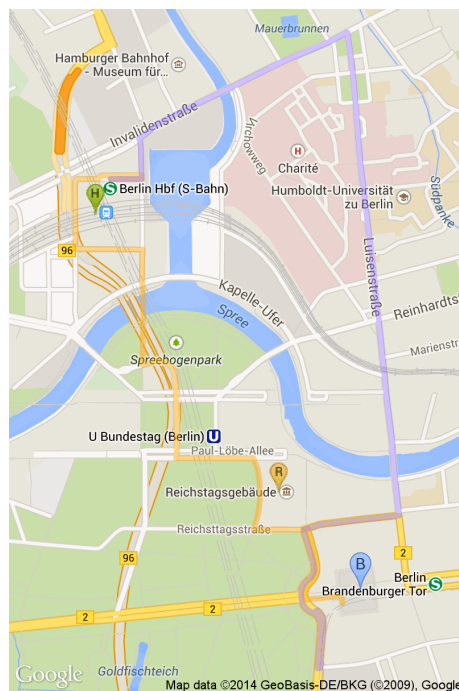 Mauerbrunnen
Hamburger Bahnhof
- Museum für...
Invalidenstraße
Virchowweg
H
Charité
Humboldt-Universität
zu Berlin
Südpanke
S Berlin Hbf (S-Bahn)
H
96
Luisenstraße
Kapelle-Ufer
Spree
Reinhardts
Marienstr
Spreebogenpark
U Bundestag (Berlin) U
Paul-Löbe-Allee
R
Reichstagsgebäude
Reichsttagsstraße
96
2
B
Berlin S
Brandenburger Tor
2
2
Goldfischteich
Google
Map data ©2014 GeoBasis-DE/BKG (©2009), Google